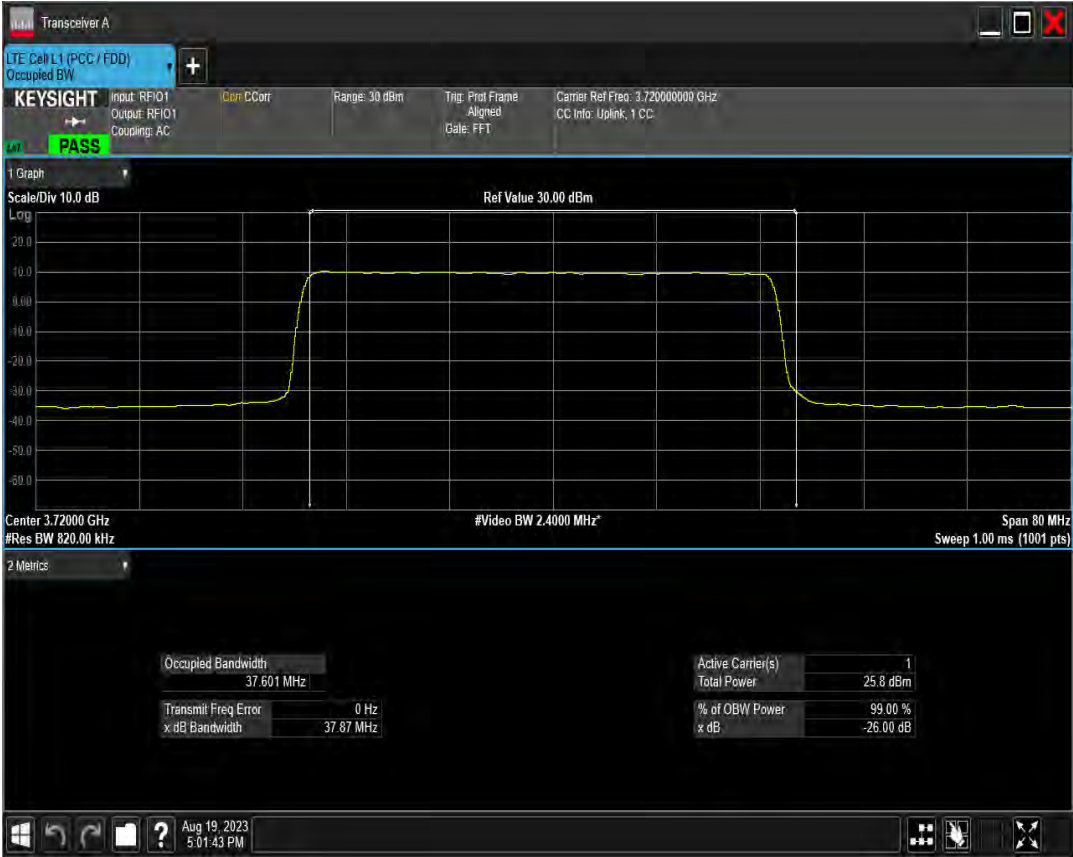 Transceiver A
LTE Cell L1 (PCC / FDD)
Occupied BW
+
KEYSIGHT
Input: RFIO1
Output: RFIO1
Coupling: AC
Corr CCorr
Range: 30 dBm
Trig: Prot Frame
Aligned
Gate: FFT
Carrier Ref Freq: 3.720000000 GHz
CC Info: Uplink, 1 CC
PASS
1 Graph
Scale/Div 10.0 dB
Ref Value 30.00 dBm
Log
20.0
10.0
0.00
-10.0
-20.0
-30.0
-40.0
-50.0
-60.0
Center 3.72000 GHz
#Video BW 2.4000 MHz*
Span 80 MHz
#Res BW 820.00 kHz
Sweep 1.00 ms (1001 pts)
2 Metrics
Occupied Bandwidth
37.601 MHz
Transmit Freq Error 0 Hz
x dB Bandwidth 37.87 MHz
Active Carrier(s) 1
Total Power 25.8 dBm
% of OBW Power 99.00 %
x dB -26.00 dB
?
Aug 19, 2023
5:01:43 PM